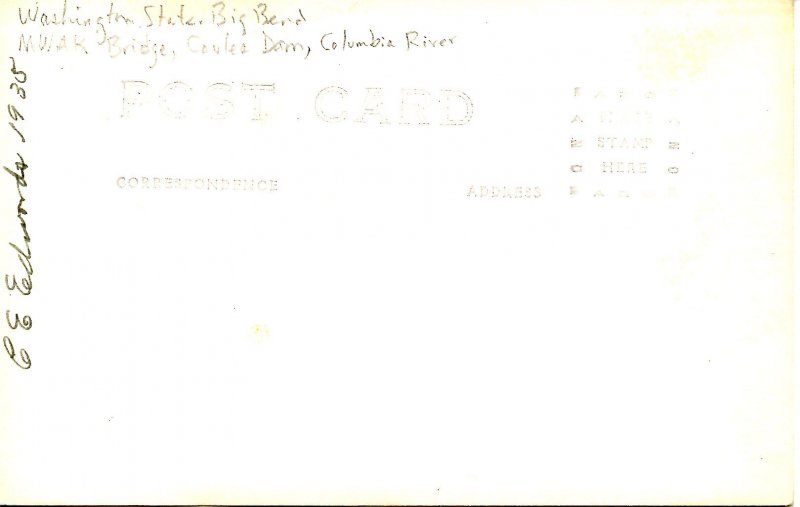 Washington State. Big Bend
MWAK Bridge, Coulee Dam, Columbia River
C E Edwards 1935
POST CARD
CORRESPONDENCE
ADDRESS
PLACE
STAMP
HERE